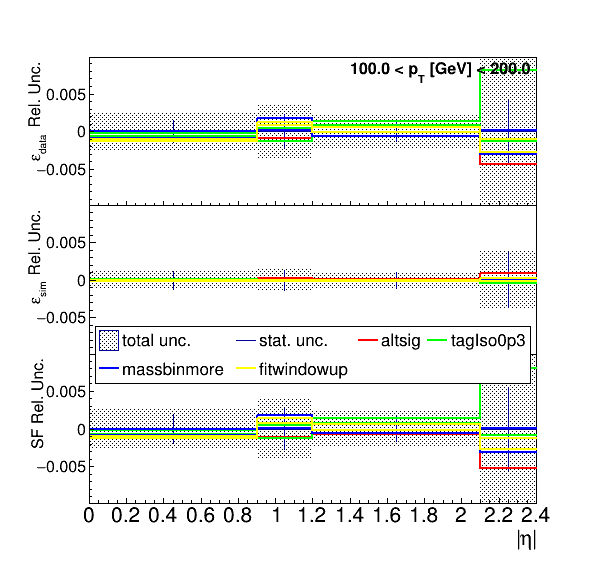 100.0 < p_T [GeV] < 200.0
ε_data Rel. Unc.
0.005
0
−0.005
ε_sim Rel. Unc.
0.005
0
−0.005
total unc. stat. unc. altsig tagIso0p3
massbinmore fitwindowup
SF Rel. Unc.
0.005
0
−0.005
0 0.2 0.4 0.6 0.8 1 1.2 1.4 1.6 1.8 2 2.2 2.4
|η|